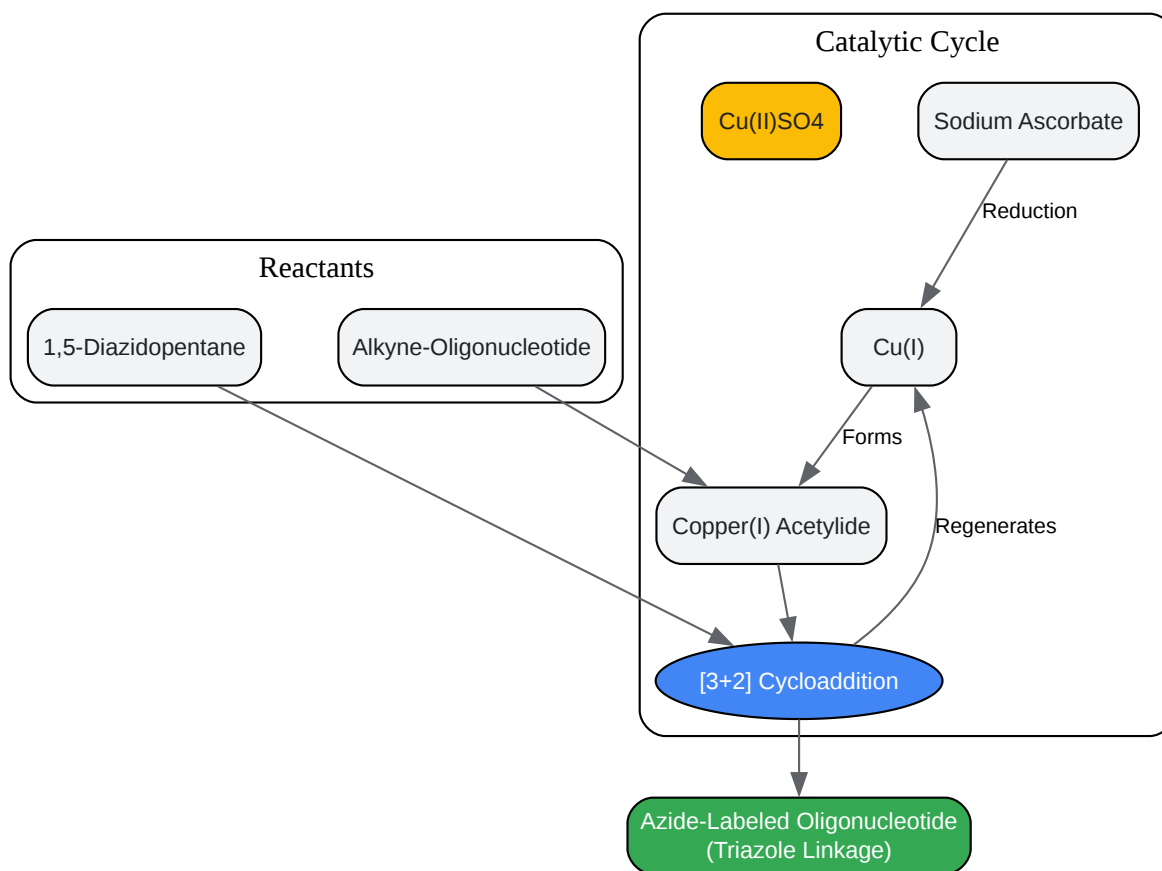 Catalytic Cycle
Cu(II)SO4
Sodium Ascorbate
Reduction
Reactants
1,5-Diazidopentane
Alkyne-Oligonucleotide
Cu(I)
Forms
Copper(I) Acetylide
Regenerates
[3+2] Cycloaddition
Azide-Labeled Oligonucleotide
(Triazole Linkage)